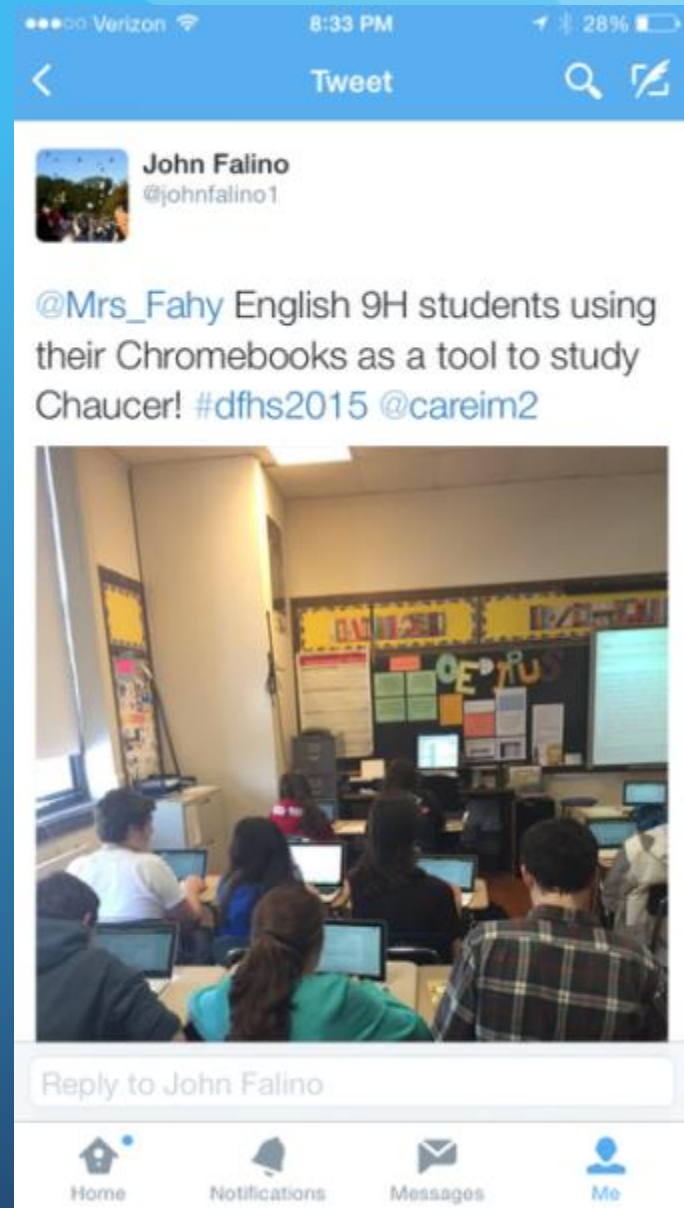 Verizon 8:33 PM 28%
Tweet
John Falino
@johnfalino1
@Mrs_Fahy English 9H students using
their Chromebooks as a tool to study
Chaucer! #dfhs2015 @careim2
OEDIPUS
Reply to John Falino
Home Notifications Messages Me